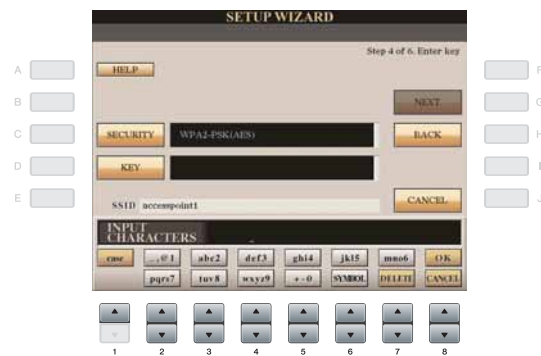 SETUP WIZARD
Step 4 of 6. Enter key
HELP
NEXT
SECURITY WPA2-PSK(AES) BACK
KEY
SSID accesspoint1 CANCEL
INPUT
CHARACTERS _
case .,@1 abc2 def3 ghi4 jkl5 mno6 OK
pqrs7 tuv8 wxyz9 +-0 SYMBOL DELETE CANCEL
A
B
C
D
E
F
G
H
I
J
1 2 3 4 5 6 7 8